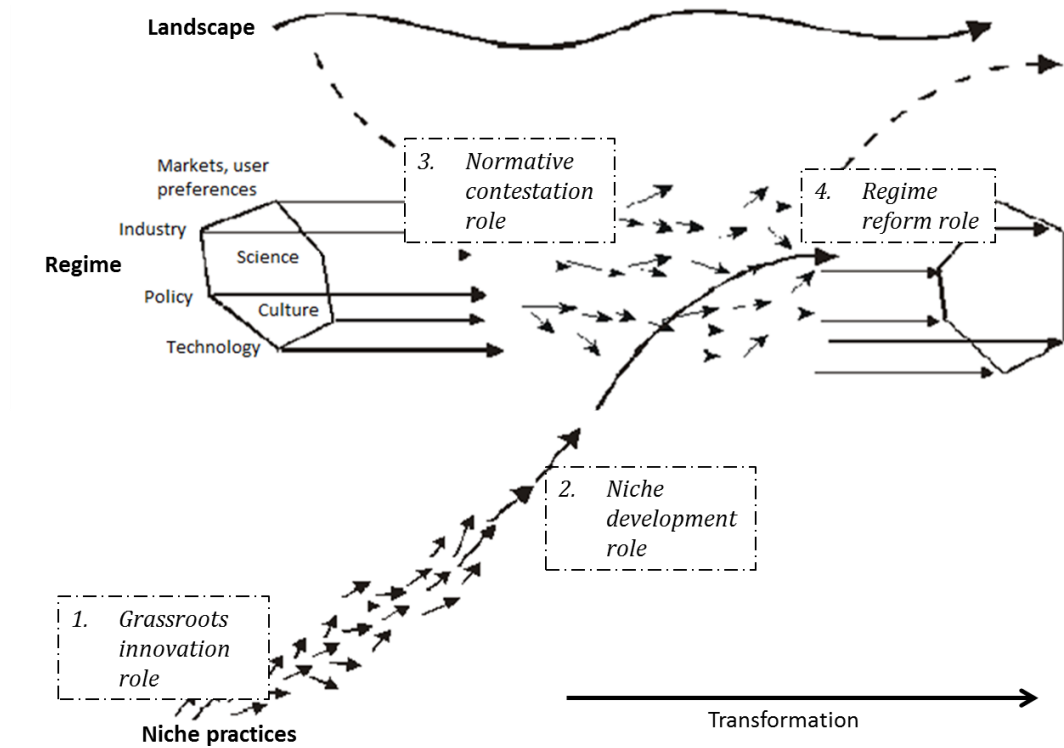 Landscape
3. Normative
contestation
role
Markets, user
preferences
4. Regime
reform role
Industry
Science
Regime
Policy
Culture
Technology
2. Niche
development
role
1. Grassroots
innovation
role
Transformation
Niche practices